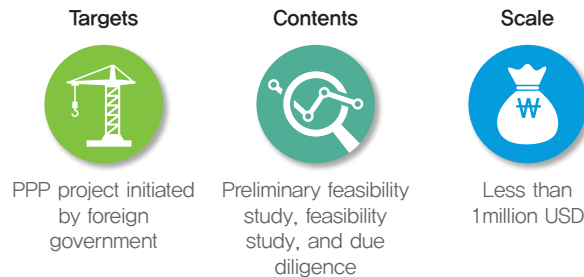 Targets
Contents
Scale
₩
PPP project initiated
by foreign
government
Preliminary feasibility
study, feasibility
study, and due
diligence
Less than
1million USD